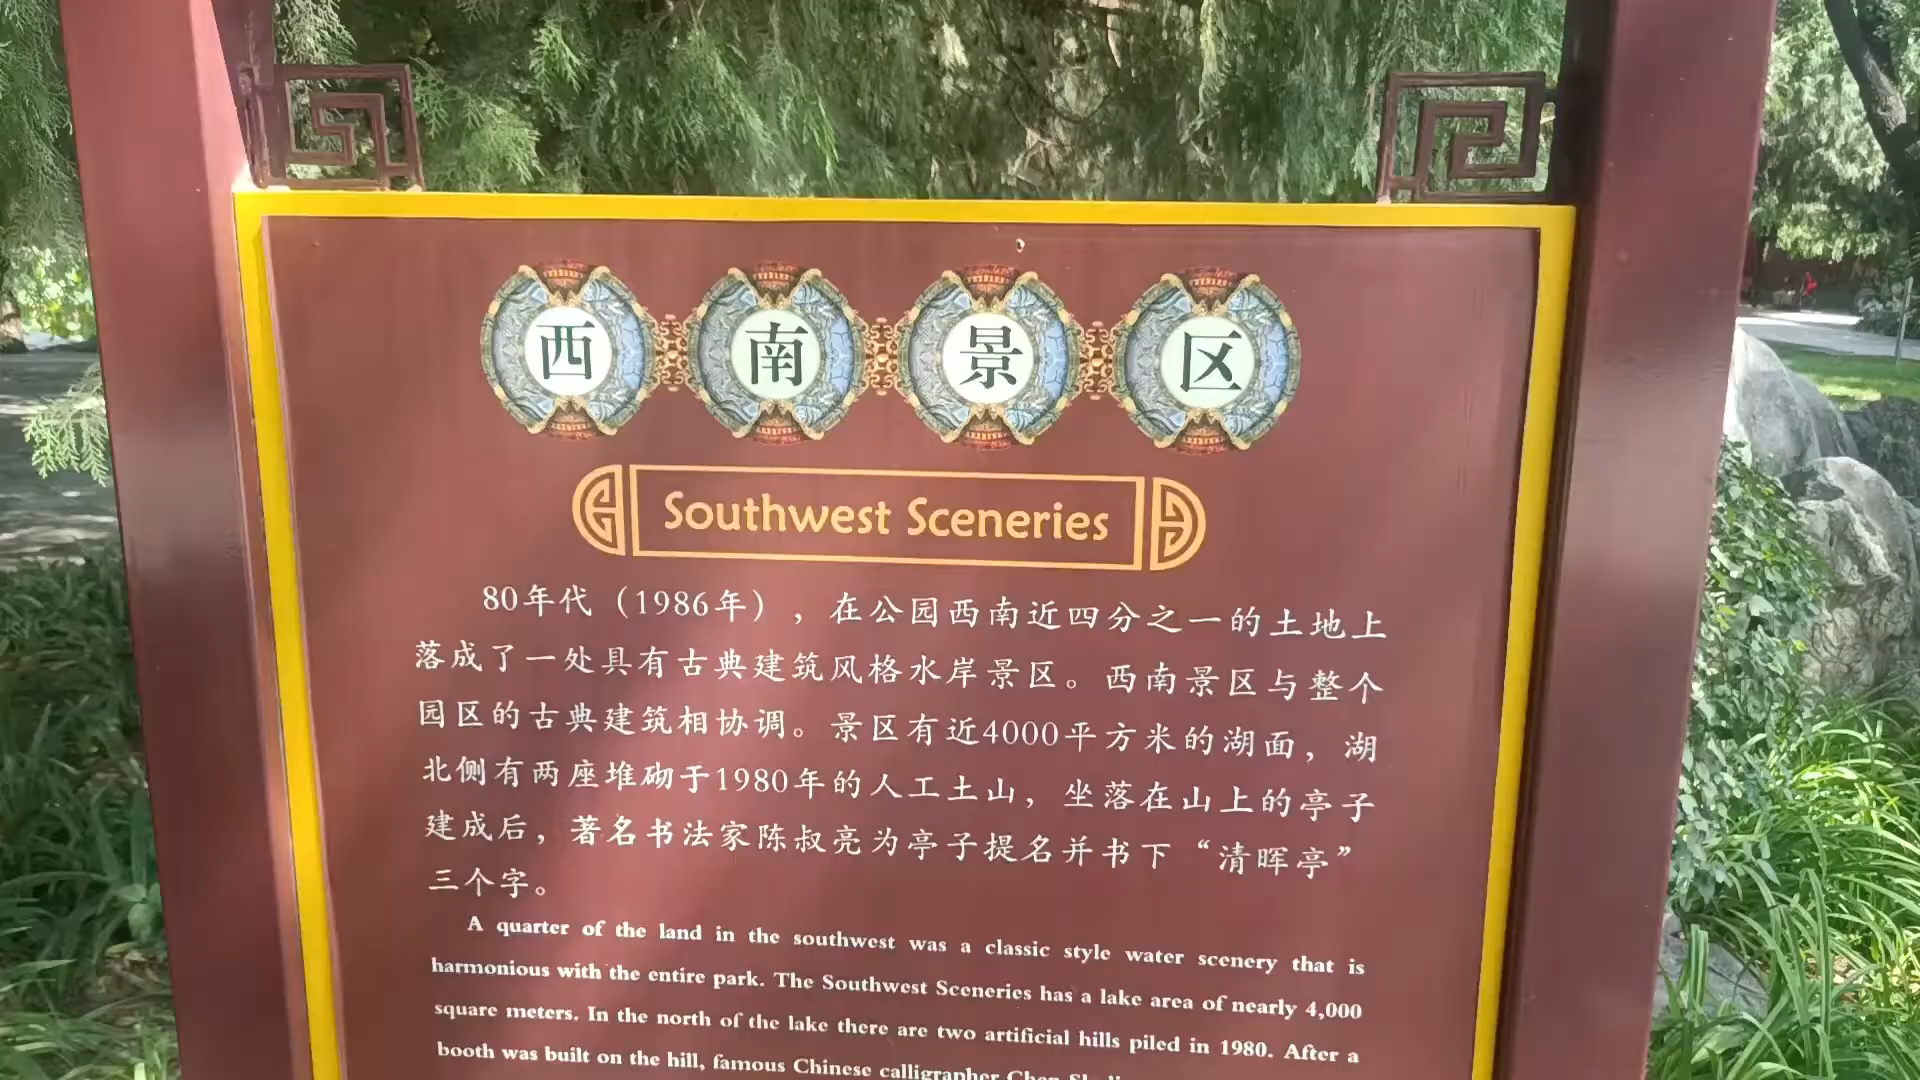 西南景区
Southwest Sceneries
80年代（1986年），在公园西南近四分之一的土地上
落成了一处具有古典建筑风格水岸景区。西南景区与整个
园区的古典建筑相协调。景区有近4000平方米的湖面，湖
北侧有两座堆砌于1980年的人工土山，坐落在山上的亭子
建成后，著名书法家陈叔亮为亭子提名并书下“清晖亭”
三个字。
A quarter of the land in the southwest was a classic style water scenery that is
harmonious with the entire park. The Southwest Sceneries has a lake area of nearly 4,000
square meters. In the north of the lake there are two artificial hills piled in 1980. After a
booth was built on the hill, famous Chinese calligrapher Chen